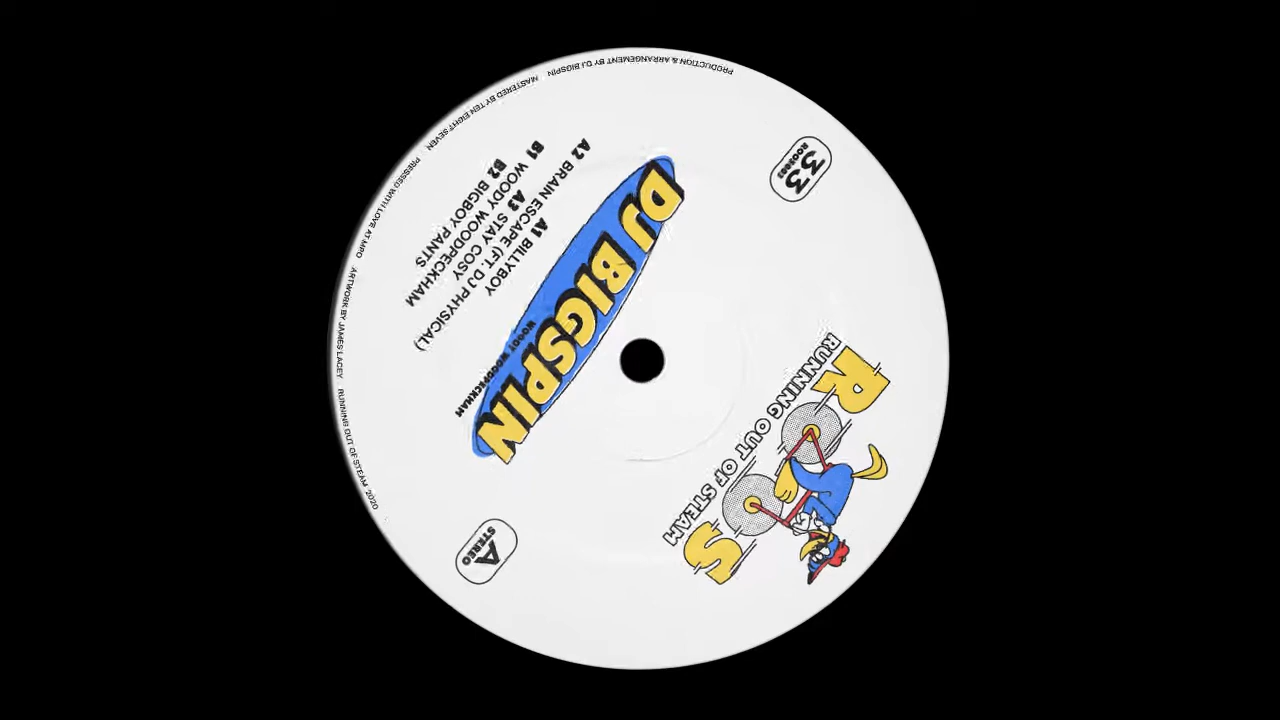 ROOS
RUNNING OUT OF STEAM
33
A
STEREO
DJ BIGSPIN
WOODY WOODPECKHAM
A1 BILLYBOY
A2 BRAIN ESCAPE (FT. DJ PHYSICAL)
A3 STAY COSY
B1 WOODY WOODPECKHAM
B2 BIGBOY PANTS
PRODUCTION & ARRANGEMENT BY DJ BIGSPIN MASTERED BY TEN EIGHT SEVEN PRESSED WITH LOVE AT MPO ARTWORK BY JAMES LACEY RUNNING OUT OF STEAM 2020